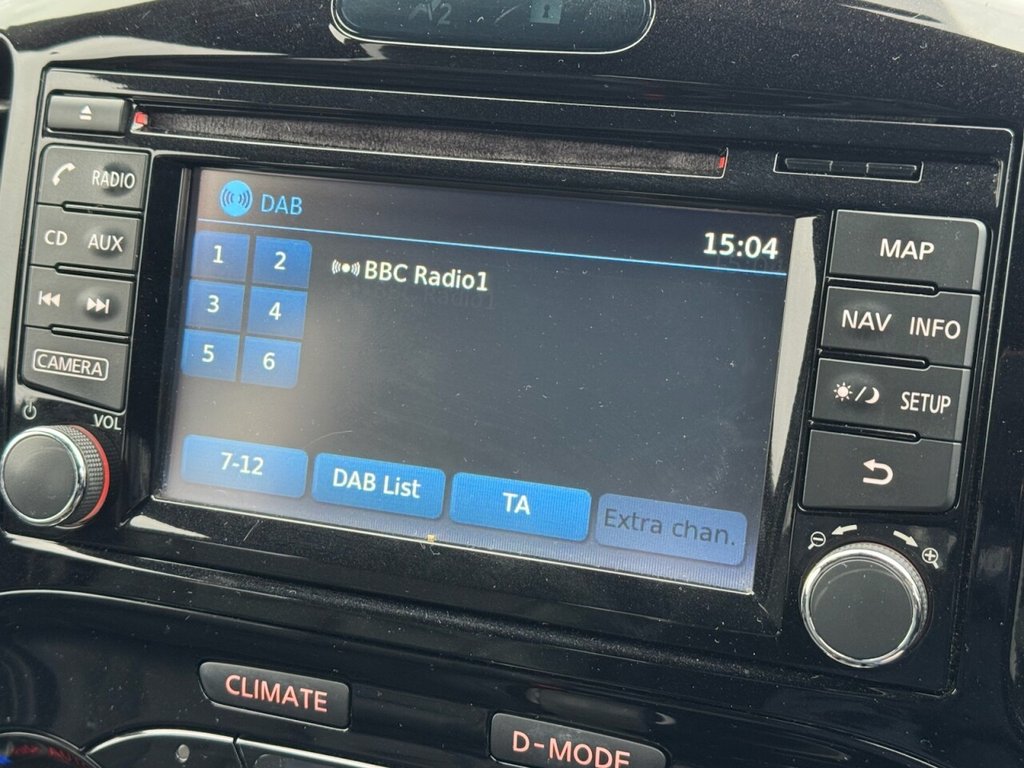 RADIO
CD AUX
CAMERA
VOL
DAB
15:04
1 2
BBC Radio1
3 4
5 6
7-12 DAB List TA Extra chan.
MAP
NAV INFO
SETUP
CLIMATE
D-MODE